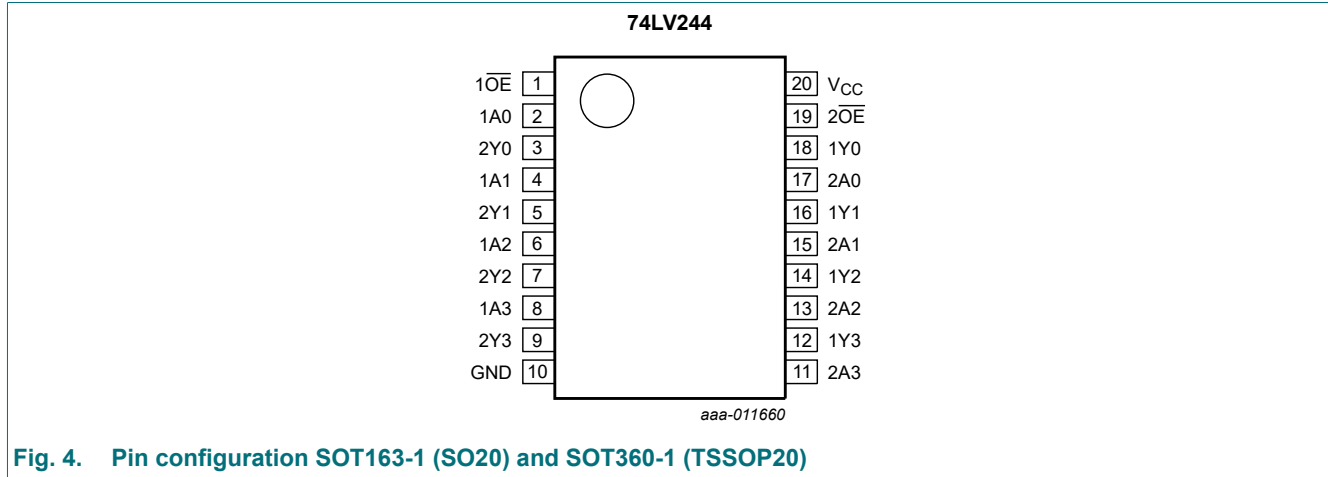 74LV244
1O̅E̅ 1 20 VCC
1A0 2 19 2O̅E̅
2Y0 3 18 1Y0
1A1 4 17 2A0
2Y1 5 16 1Y1
1A2 6 15 2A1
2Y2 7 14 1Y2
1A3 8 13 2A2
2Y3 9 12 1Y3
GND 10 11 2A3
aaa-011660
Fig. 4. Pin configuration SOT163-1 (SO20) and SOT360-1 (TSSOP20)